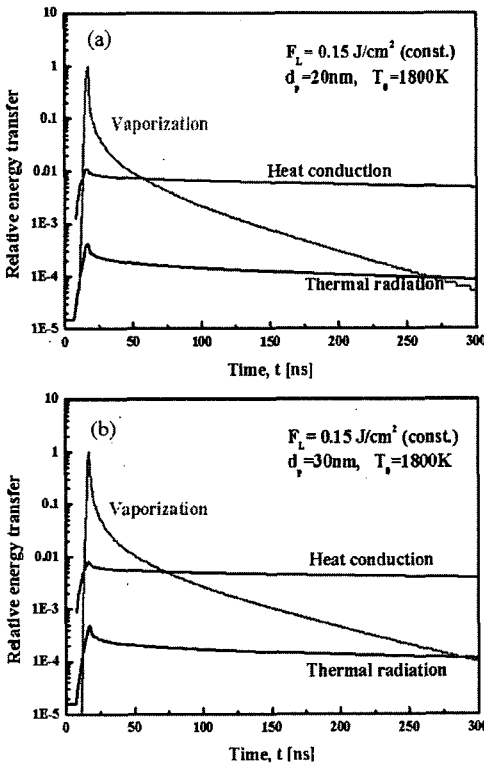 (a)
F_L = 0.15 J/cm² (const.)
d_p=20nm, T_0=1800K
Vaporization
Heat conduction
Thermal radiation
Relative energy transfer
10
1
0.1
0.01
1E-3
1E-4
1E-5
0 50 100 150 200 250 300
Time, t [ns]
(b)
F_L = 0.15 J/cm² (const.)
d_p=30nm, T_0=1800K
Vaporization
Heat conduction
Thermal radiation
Relative energy transfer
10
1
0.1
0.01
1E-3
1E-4
1E-5
0 50 100 150 200 250 300
Time, t [ns]